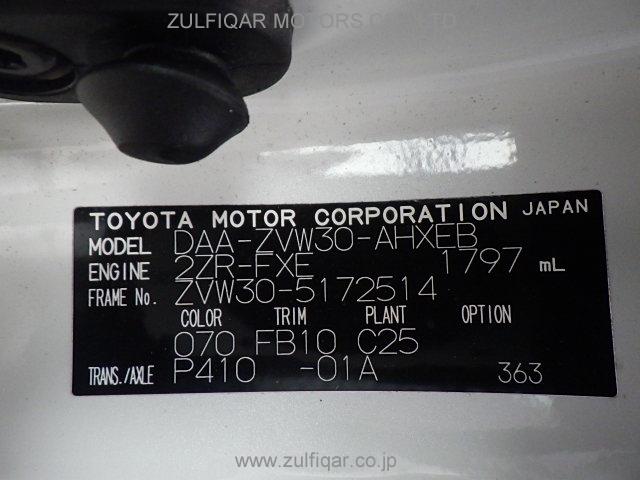 ZULFIQAR MOTORS CO., LTD
TOYOTA MOTOR CORPORATION JAPAN
MODEL DAA-ZVW30-AHXEB
ENGINE 2ZR-FXE 1797 mL
FRAME No. ZVW30-5172514
COLOR TRIM PLANT OPTION
070 FB10 C25
TRANS./AXLE P410 -01A 363
www.zulfiqar.co.jp